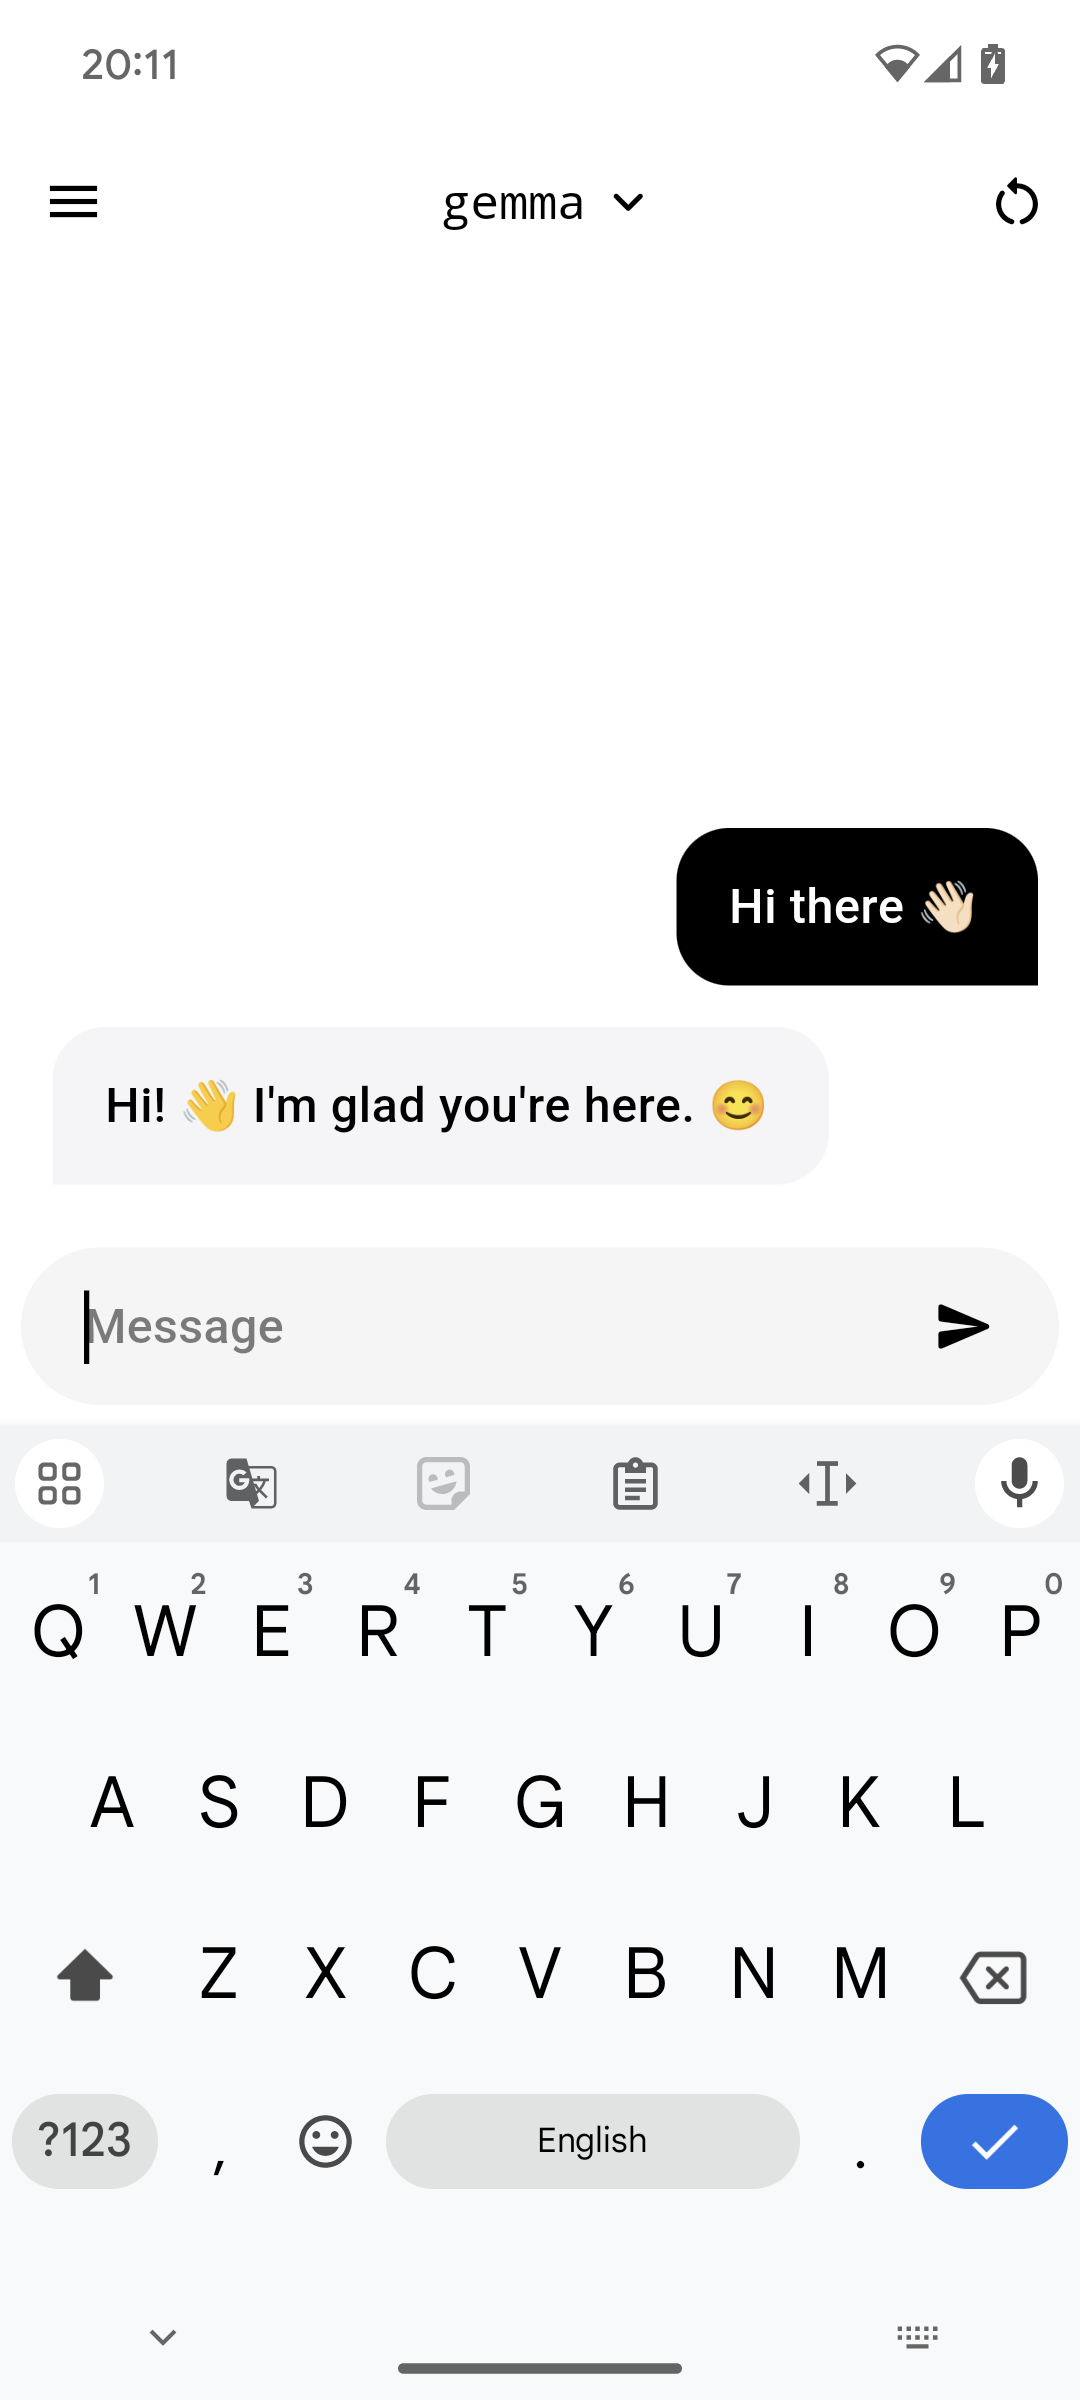 20:11
gemma
Hi there 👋🏻
Hi! 👋 I'm glad you're here. 😊
Message
1 2 3 4 5 6 7 8 9 0
Q W E R T Y U I O P
A S D F G H J K L
Z X C V B N M
?123 , English .